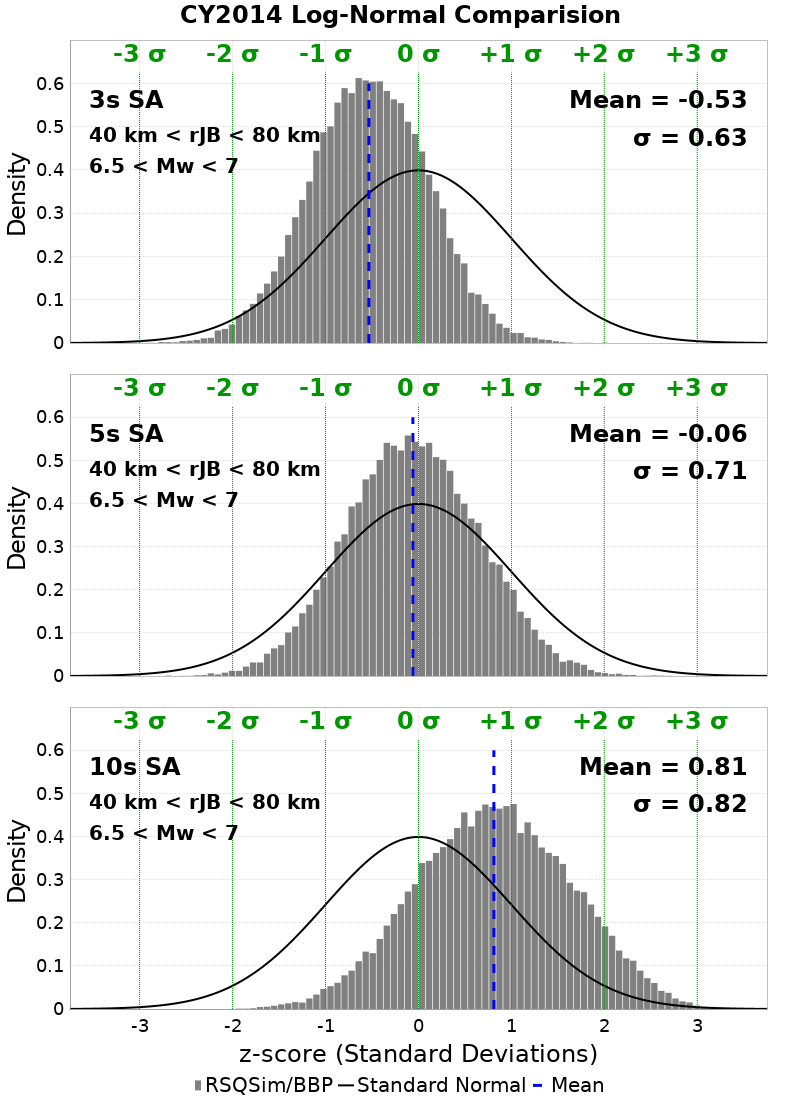 CY2014 Log-Normal Comparision
-3 σ -2 σ -1 σ 0 σ +1 σ +2 σ +3 σ
0.6
3s SA Mean = -0.53
0.5
40 km < rJB < 80 km σ = 0.63
6.5 < Mw < 7
0.4
Density
0.3
0.2
0.1
0
-3 σ -2 σ -1 σ 0 σ +1 σ +2 σ +3 σ
0.6
5s SA Mean = -0.06
0.5
40 km < rJB < 80 km σ = 0.71
6.5 < Mw < 7
0.4
Density
0.3
0.2
0.1
0
-3 σ -2 σ -1 σ 0 σ +1 σ +2 σ +3 σ
0.6
10s SA Mean = 0.81
0.5
40 km < rJB < 80 km σ = 0.82
6.5 < Mw < 7
0.4
Density
0.3
0.2
0.1
0
-3 -2 -1 0 1 2 3
z-score (Standard Deviations)
RSQSim/BBP Standard Normal Mean